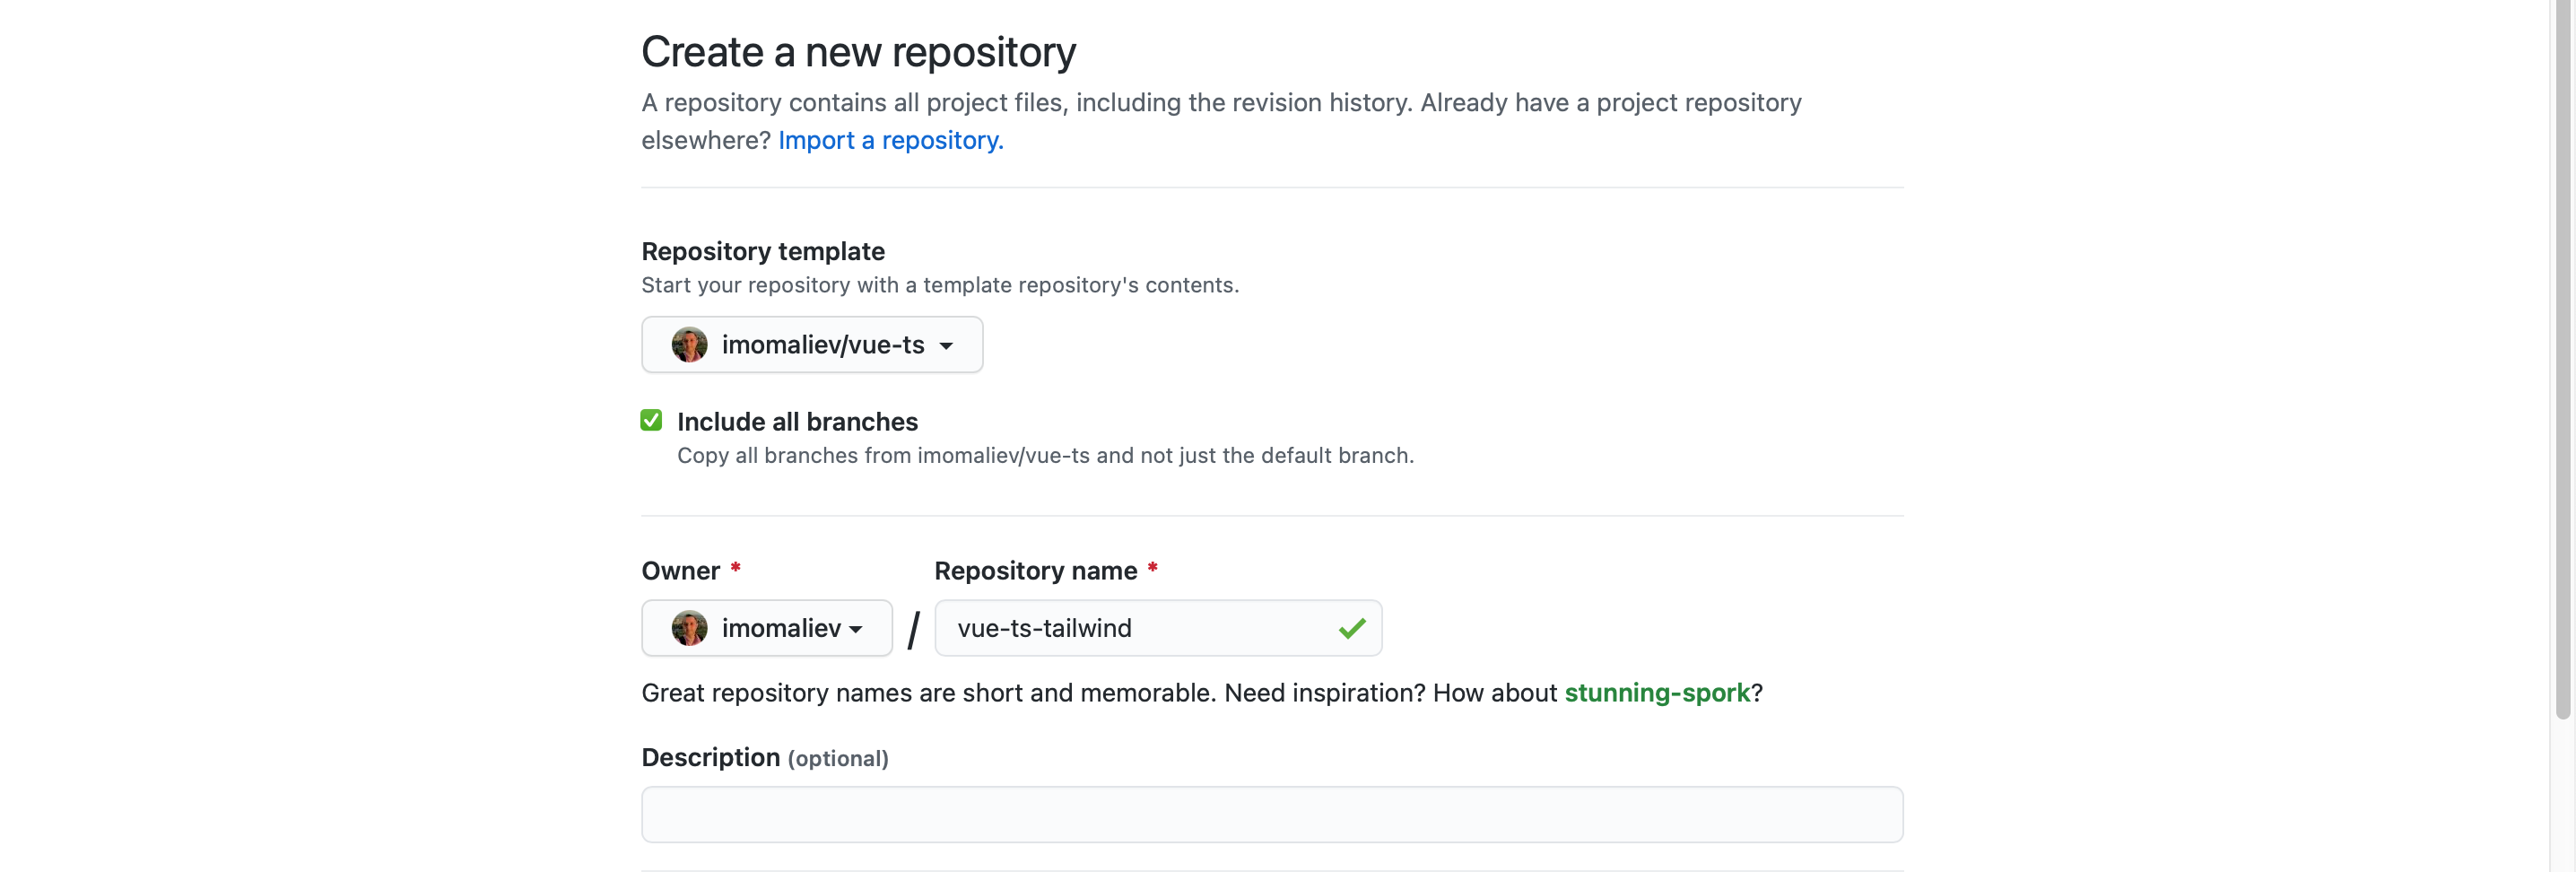 Create a new repository
A repository contains all project files, including the revision history. Already have a project repository
elsewhere? Import a repository.
Repository template
Start your repository with a template repository's contents.
imomaliev/vue-ts
Include all branches
Copy all branches from imomaliev/vue-ts and not just the default branch.
Owner * Repository name *
imomaliev / vue-ts-tailwind
Great repository names are short and memorable. Need inspiration? How about stunning-spork?
Description (optional)